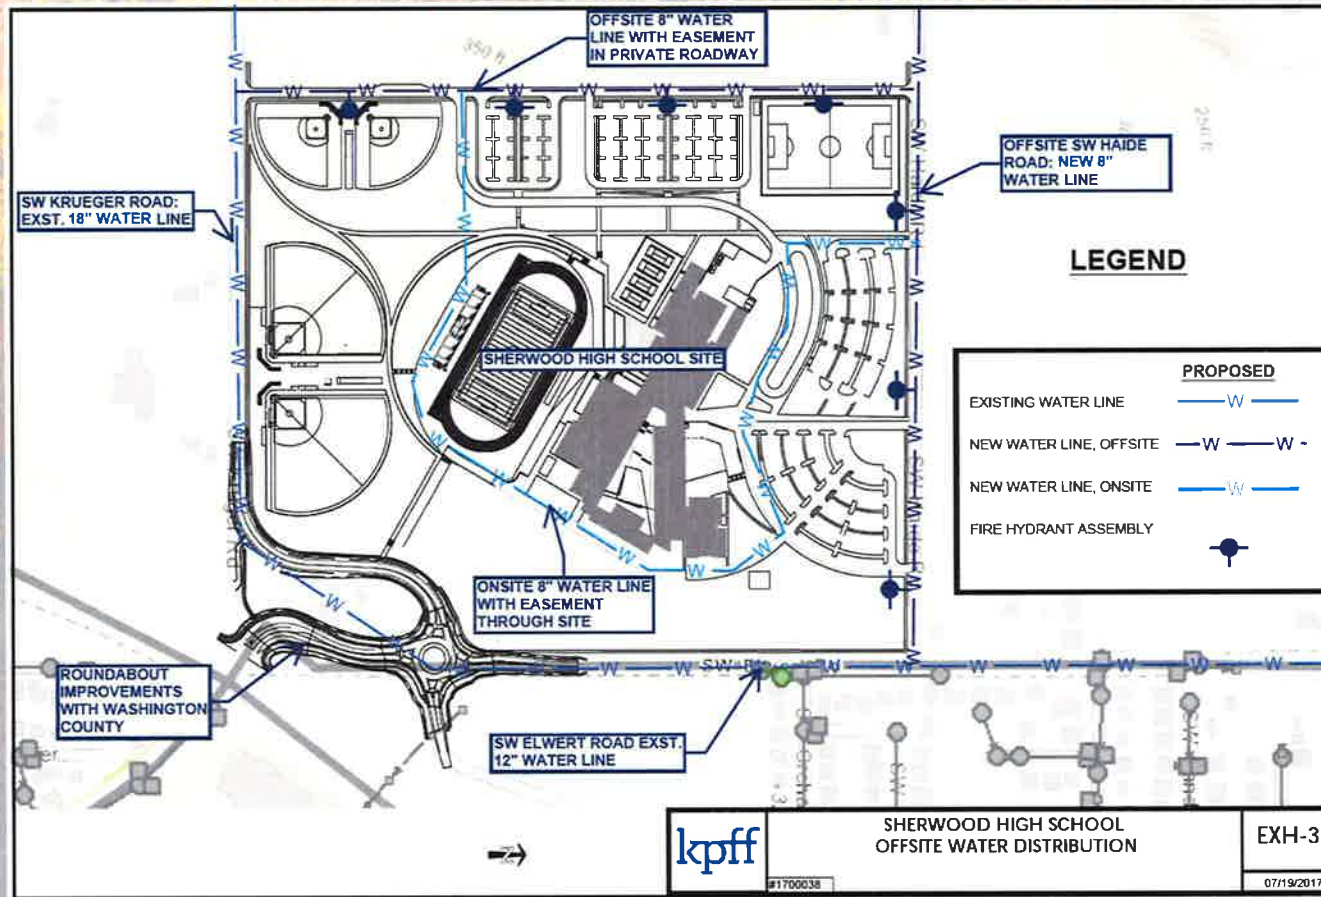 OFFSITE 8" WATER
LINE WITH EASEMENT
IN PRIVATE ROADWAY
350 ft
250 ft
OFFSITE SW HAIDE
ROAD: NEW 8"
WATER LINE
SW KRUEGER ROAD:
EXST. 18" WATER LINE
LEGEND
SHERWOOD HIGH SCHOOL SITE
PROPOSED
EXISTING WATER LINE
W
NEW WATER LINE, OFFSITE
W W
NEW WATER LINE, ONSITE
W
FIRE HYDRANT ASSEMBLY
ONSITE 8" WATER LINE
WITH EASEMENT
THROUGH SITE
ROUNDABOUT
IMPROVEMENTS
WITH WASHINGTON
COUNTY
SW ELWERT ROAD EXST.
12" WATER LINE
SW
SW
kpff
#1700038
SHERWOOD HIGH SCHOOL
OFFSITE WATER DISTRIBUTION
EXH-3
07/19/2017